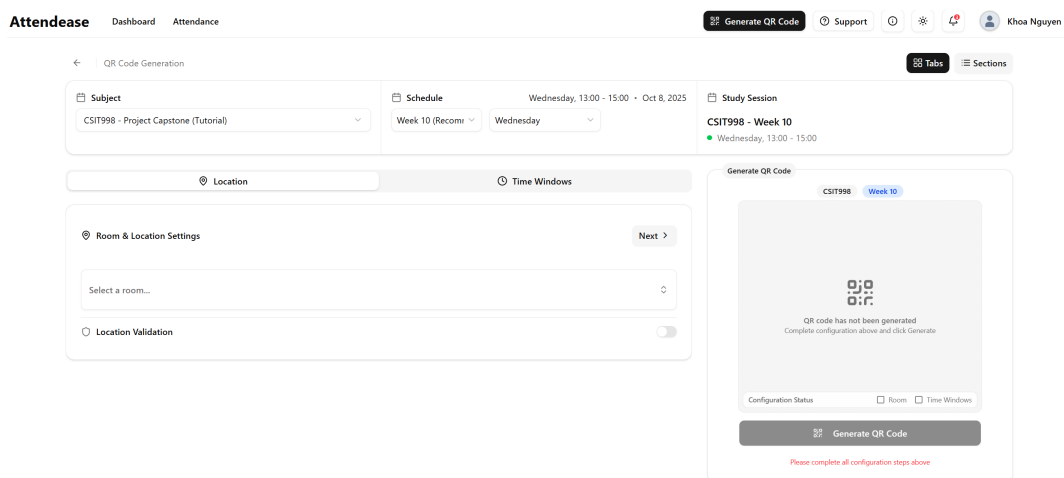 Attendease Dashboard Attendance Generate QR Code Support 2 Khoa Nguyen
QR Code Generation Tabs Sections
Subject
CSIT998 - Project Capstone (Tutorial)
Schedule Wednesday, 13:00 - 15:00 • Oct 8, 2025
Week 10 (Recom Wednesday
Study Session
CSIT998 - Week 10
Wednesday, 13:00 - 15:00
Location Time Windows
Room & Location Settings Next
Select a room...
Location Validation
Generate QR Code
CSIT998 Week 10
QR code has not been generated
Complete configuration above and click Generate
Configuration Status Room Time Windows
Generate QR Code
Please complete all configuration steps above